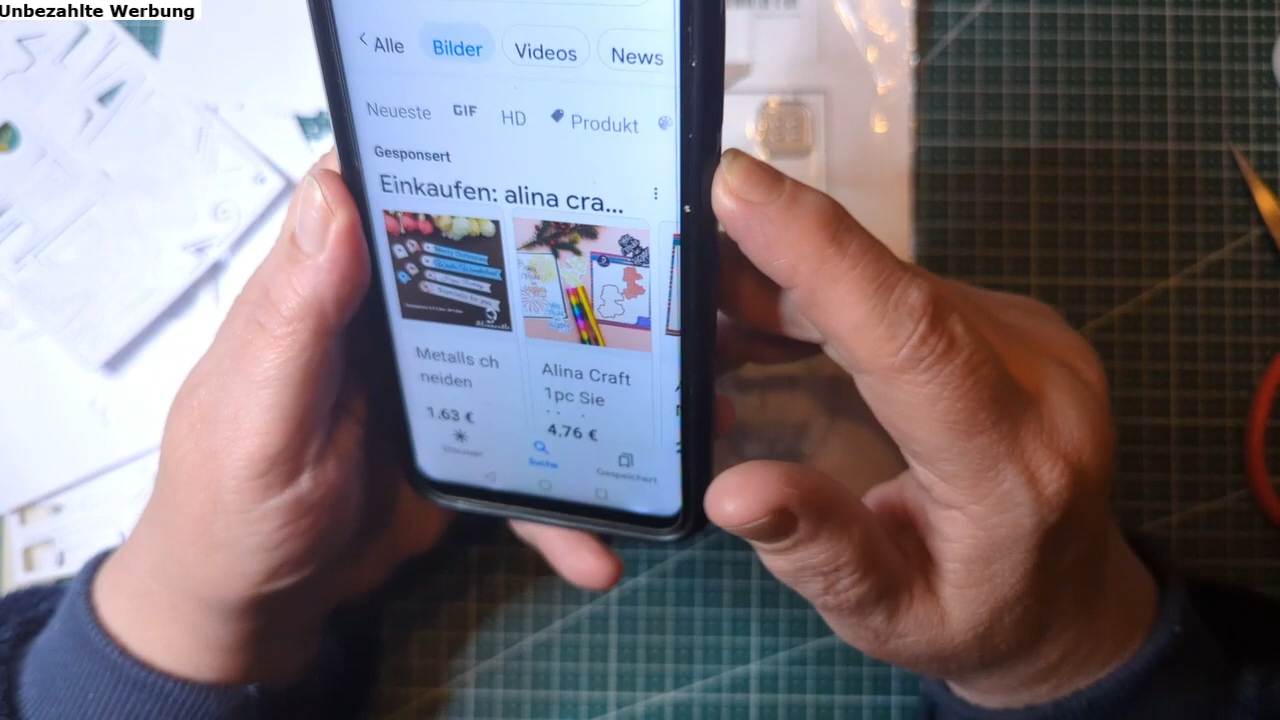 Unbezahlte Werbung
Alle
Bilder
Videos
News
Neueste
GIF
HD
Produkt
Gesponsert
Einkaufen: alina cra...
Metalls ch
neiden
1,63 €
Alina Craft
1pc Sie
4,76 €
Discover
Suche
Gespeichert